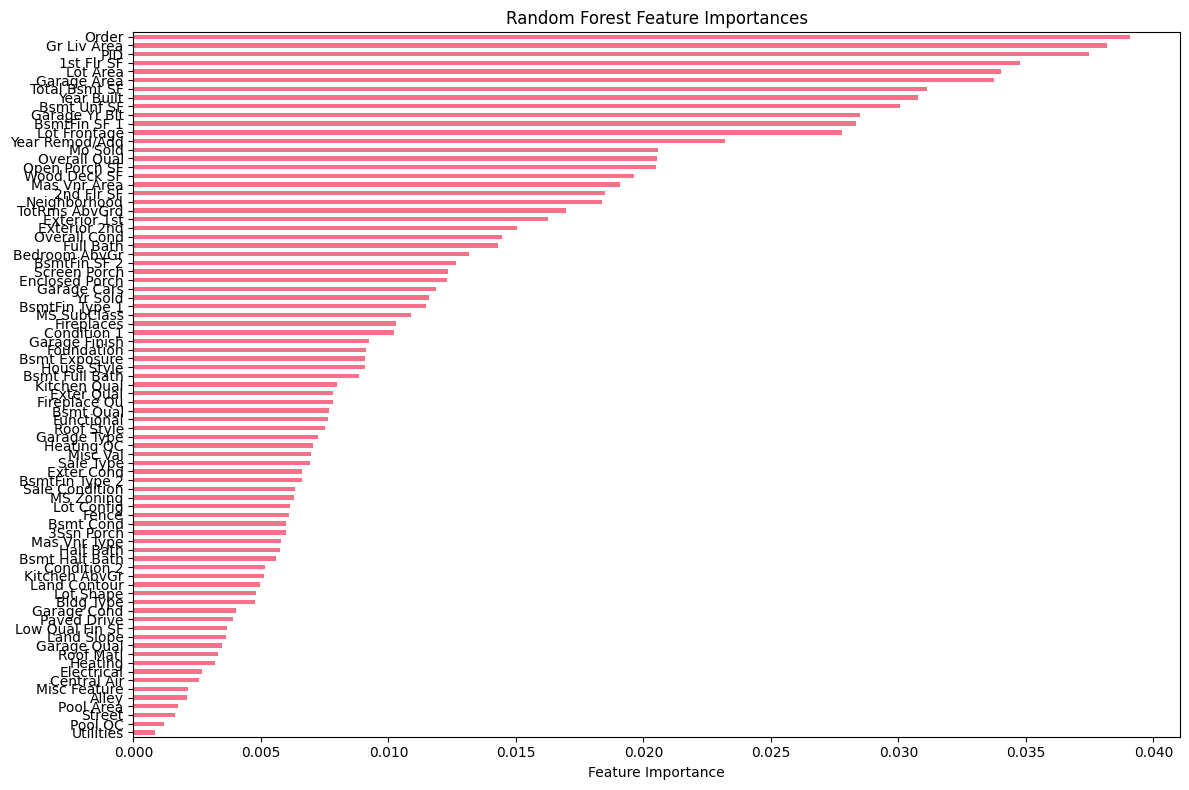 Random Forest Feature Importances
Order
Gr Liv Area
PID
1st Flr SF
Lot Area
Garage Area
Total Bsmt SF
Year Built
Bsmt Unf SF
Garage Yr Blt
BsmtFin SF 1
Lot Frontage
Year Remod/Add
Mo Sold
Overall Qual
Open Porch SF
Wood Deck SF
Mas Vnr Area
2nd Flr SF
Neighborhood
TotRms AbvGrd
Exterior 1st
Exterior 2nd
Overall Cond
Full Bath
Bedroom AbvGr
BsmtFin SF 2
Screen Porch
Enclosed Porch
Garage Cars
Yr Sold
BsmtFin Type 1
MS SubClass
Fireplaces
Condition 1
Garage Finish
Foundation
Bsmt Exposure
House Style
Bsmt Full Bath
Kitchen Qual
Exter Qual
Fireplace Qu
Bsmt Qual
Functional
Roof Style
Garage Type
Heating QC
Misc Val
Sale Type
Exter Cond
BsmtFin Type 2
Sale Condition
MS Zoning
Lot Config
Fence
Bsmt Cond
3Ssn Porch
Mas Vnr Type
Half Bath
Bsmt Half Bath
Condition 2
Kitchen AbvGr
Land Contour
Lot Shape
Bldg Type
Garage Cond
Paved Drive
Low Qual Fin SF
Land Slope
Garage Qual
Roof Matl
Heating
Electrical
Central Air
Misc Feature
Alley
Pool Area
Street
Pool QC
Utilities
0.000 0.005 0.010 0.015 0.020 0.025 0.030 0.035 0.040
Feature Importance